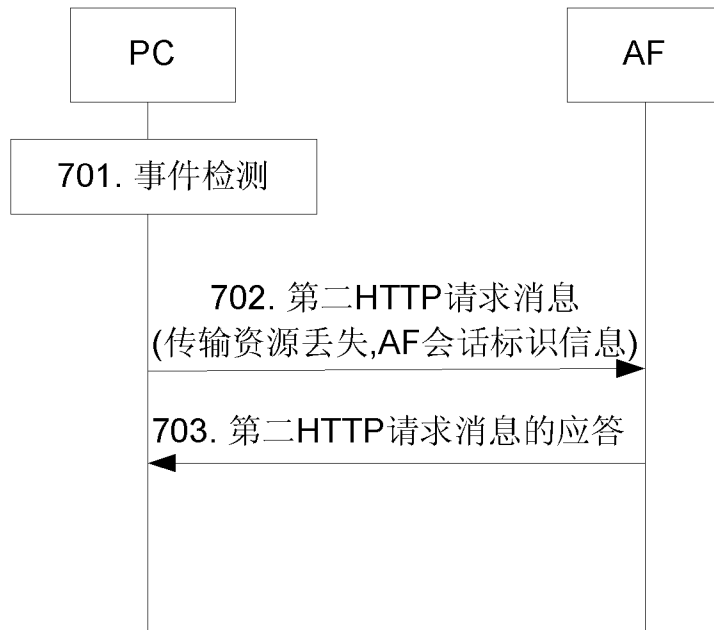 PC
AF
701. 事件检测
702. 第二HTTP请求消息
(传输资源丢失,AF会话标识信息)
703. 第二HTTP请求消息的应答